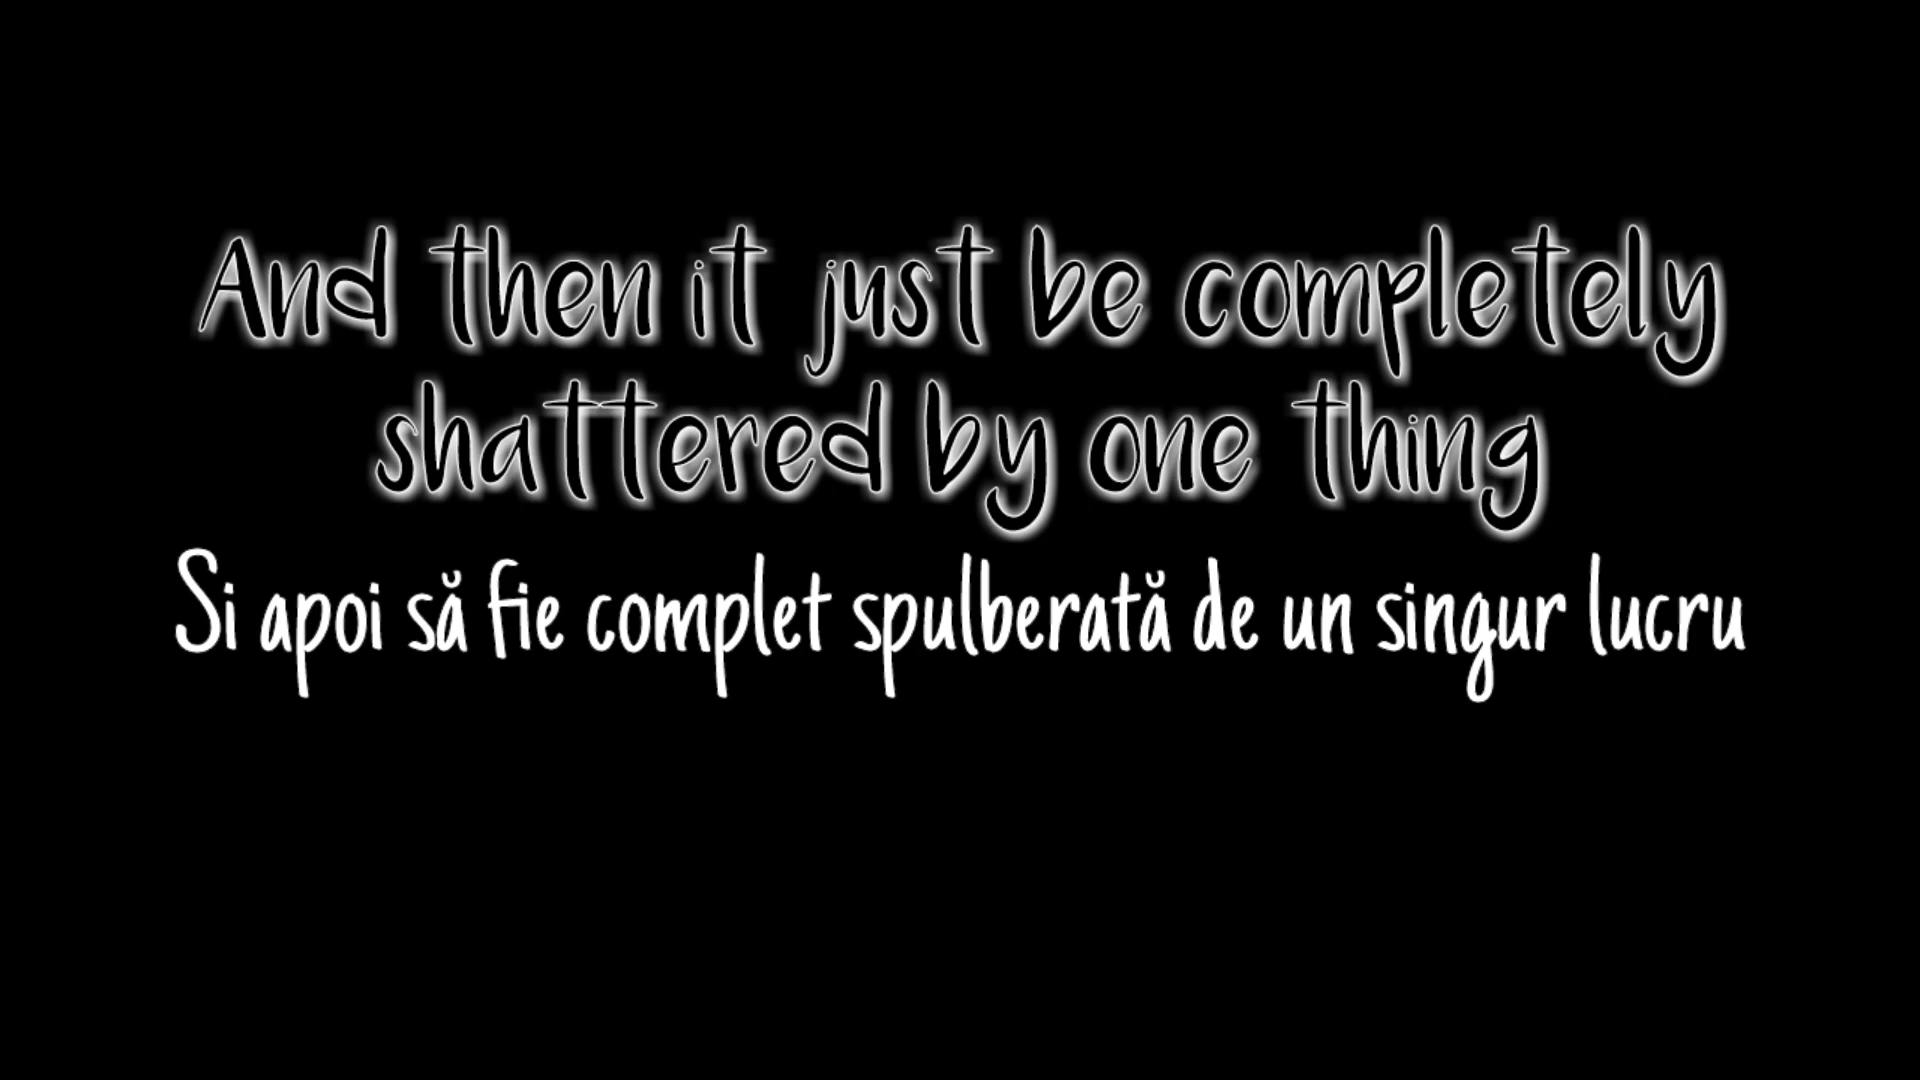 And then it just be completely
shattered by one thing
Si apoi să fie complet spulberată de un singur lucru